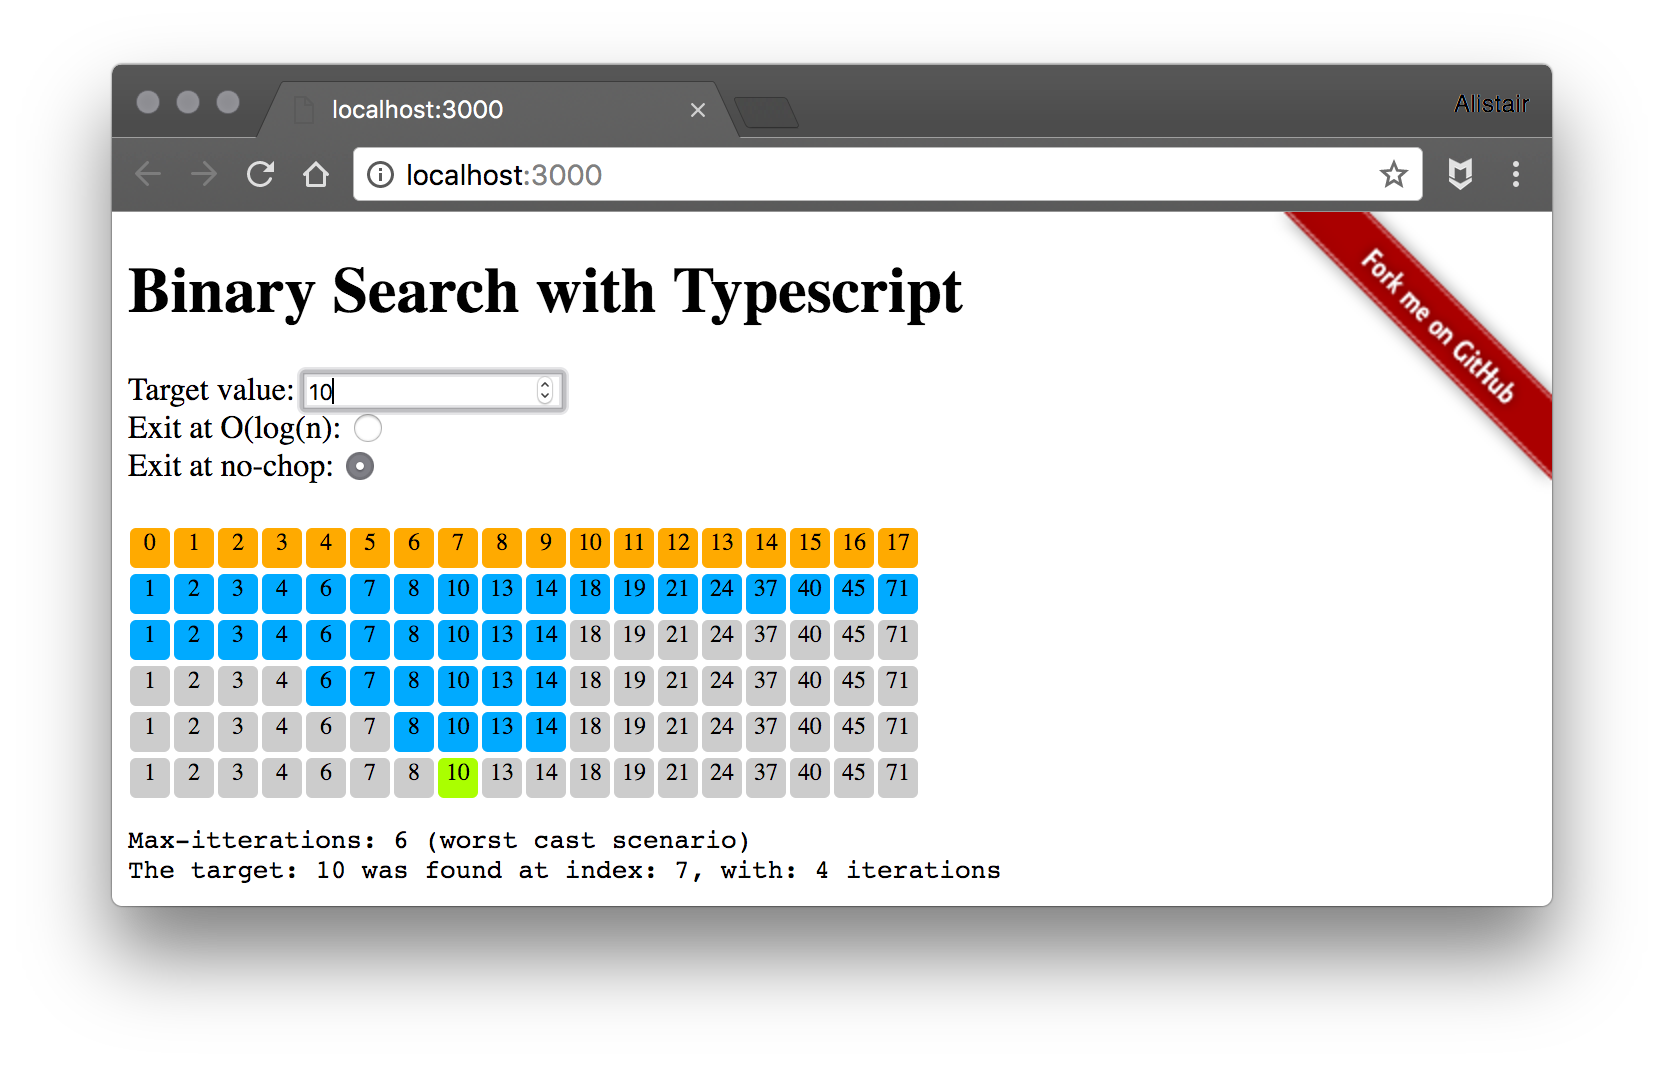 localhost:3000
Alistair
localhost:3000
Fork me on GitHub
Binary Search with Typescript
Target value: 10
Exit at O(log(n):
Exit at no-chop:
0 1 2 3 4 5 6 7 8 9 10 11 12 13 14 15 16 17
1 2 3 4 6 7 8 10 13 14 18 19 21 24 37 40 45 71
1 2 3 4 6 7 8 10 13 14 18 19 21 24 37 40 45 71
1 2 3 4 6 7 8 10 13 14 18 19 21 24 37 40 45 71
1 2 3 4 6 7 8 10 13 14 18 19 21 24 37 40 45 71
1 2 3 4 6 7 8 10 13 14 18 19 21 24 37 40 45 71
Max-itterations: 6 (worst cast scenario)
The target: 10 was found at index: 7, with: 4 iterations